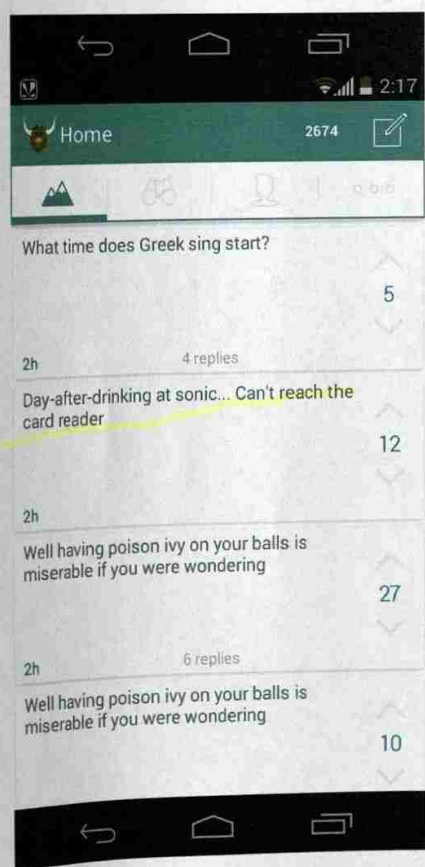 2:17
Home 2674
What time does Greek sing start?
5
2h 4 replies
Day-after-drinking at sonic... Can't reach the
card reader
12
2h
Well having poison ivy on your balls is
miserable if you were wondering
27
2h 6 replies
Well having poison ivy on your balls is
miserable if you were wondering
10